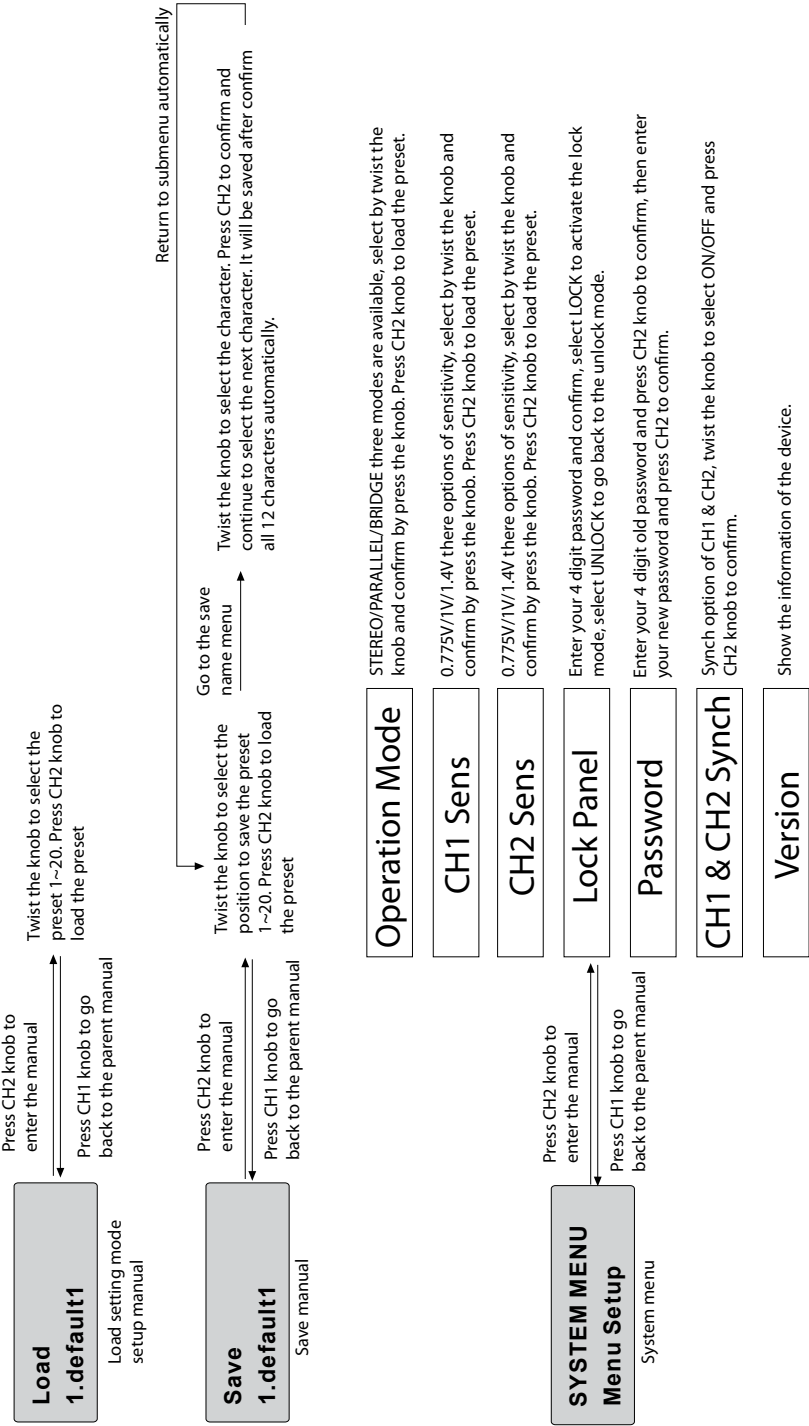 Load
1.default1
Load setting mode
setup manual
Press CH2 knob to
enter the manual
Press CH1 knob to go
back to the parent manual
Twist the knob to select the
preset 1~20. Press CH2 knob to
load the preset
Return to submenu automatically
Save
1.default1
Save manual
Press CH2 knob to
enter the manual
Press CH1 knob to go
back to the parent manual
Twist the knob to select the
position to save the preset
1~20. Press CH2 knob to load
the preset
Go to the save
name menu
Twist the knob to select the character. Press CH2 to confirm and
continue to select the next character. It will be saved after confirm
all 12 characters automatically.
SYSTEM MENU
Menu Setup
System menu
Press CH2 knob to
enter the manual
Press CH1 knob to go
back to the parent manual
Operation Mode
STEREO/PARALLEL/BRIDGE three modes are available, select by twist the
knob and confirm by press the knob. Press CH2 knob to load the preset.
CH1 Sens
0.775V/1V/1.4V there options of sensitivity, select by twist the knob and
confirm by press the knob. Press CH2 knob to load the preset.
CH2 Sens
0.775V/1V/1.4V there options of sensitivity, select by twist the knob and
confirm by press the knob. Press CH2 knob to load the preset.
Lock Panel
Enter your 4 digit password and confirm, select LOCK to activate the lock
mode, select UNLOCK to go back to the unlock mode.
Password
Enter your 4 digit old password and press CH2 knob to confirm, then enter
your new password and press CH2 to confirm.
CH1 & CH2 Synch
Synch option of CH1 & CH2, twist the knob to select ON/OFF and press
CH2 knob to confirm.
Version
Show the information of the device.